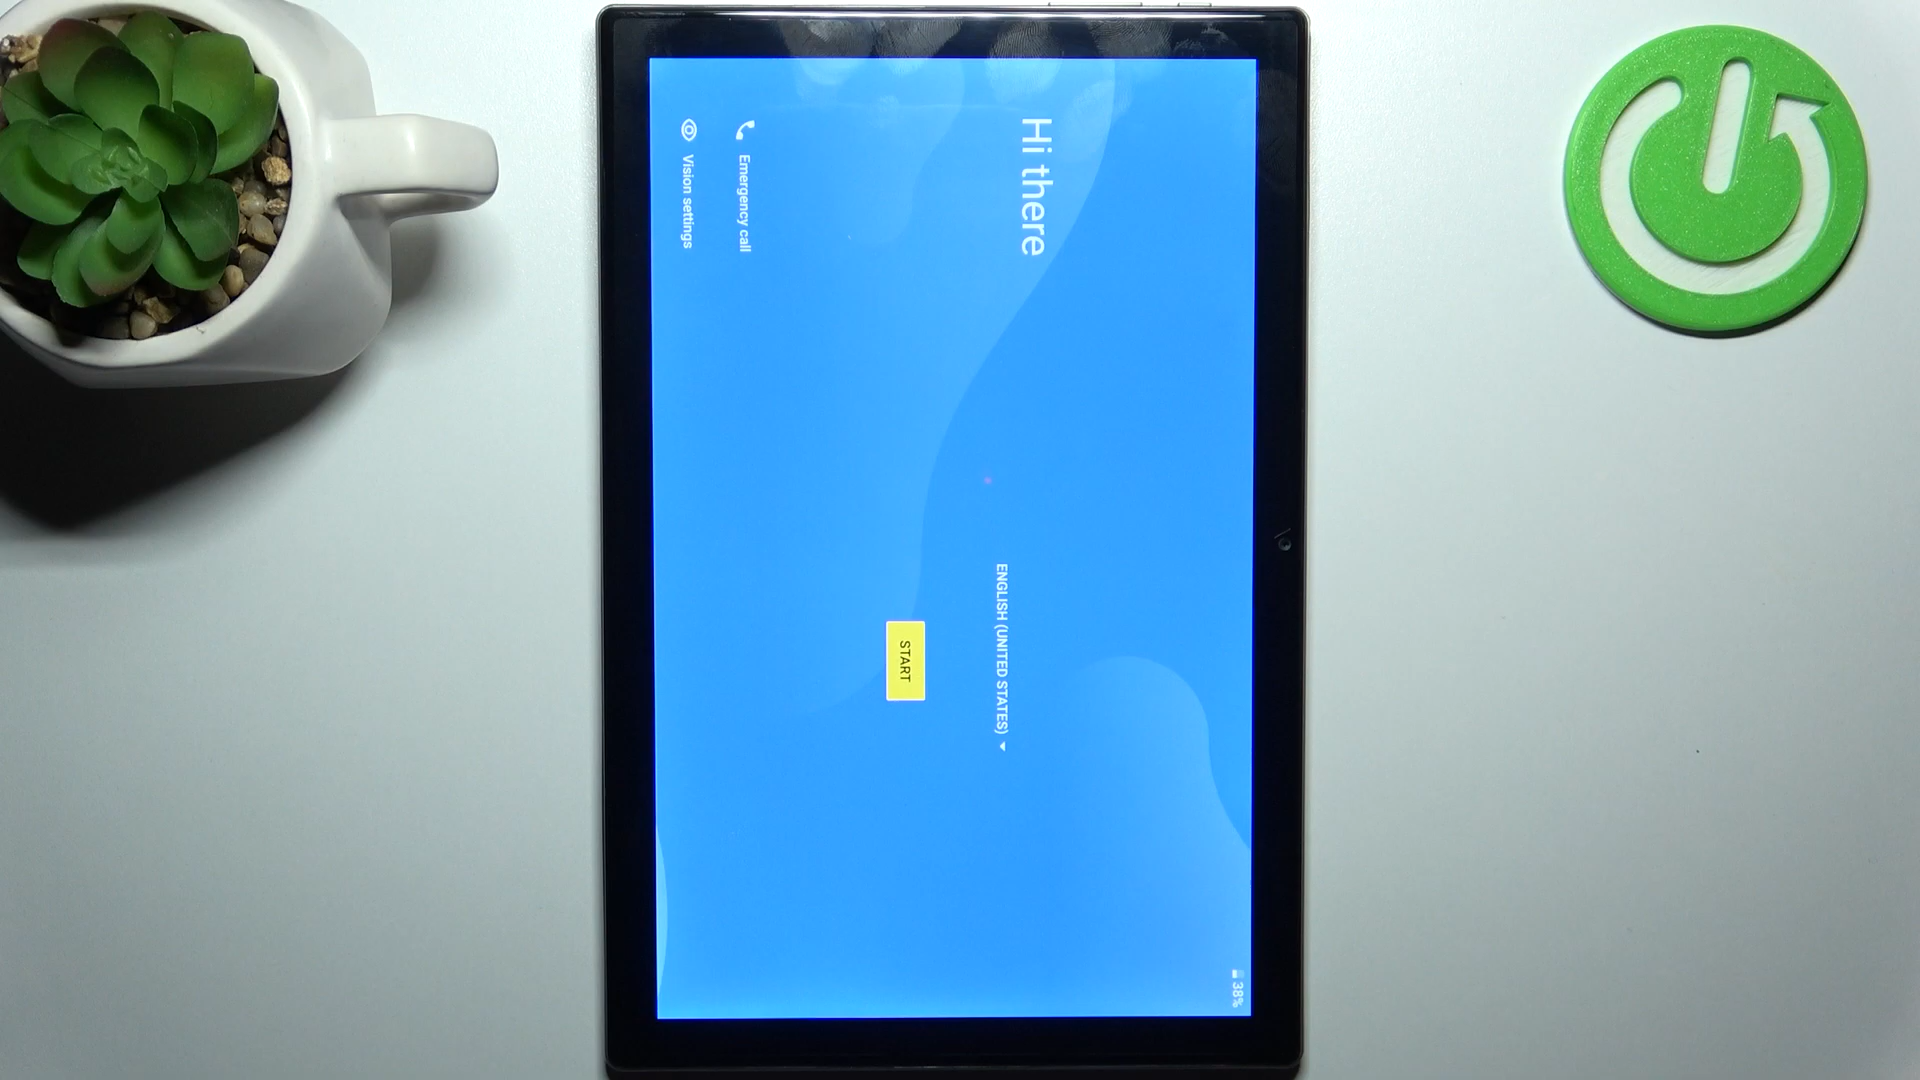 38%
Hi there
ENGLISH (UNITED STATES)
START
Emergency call
Vision settings